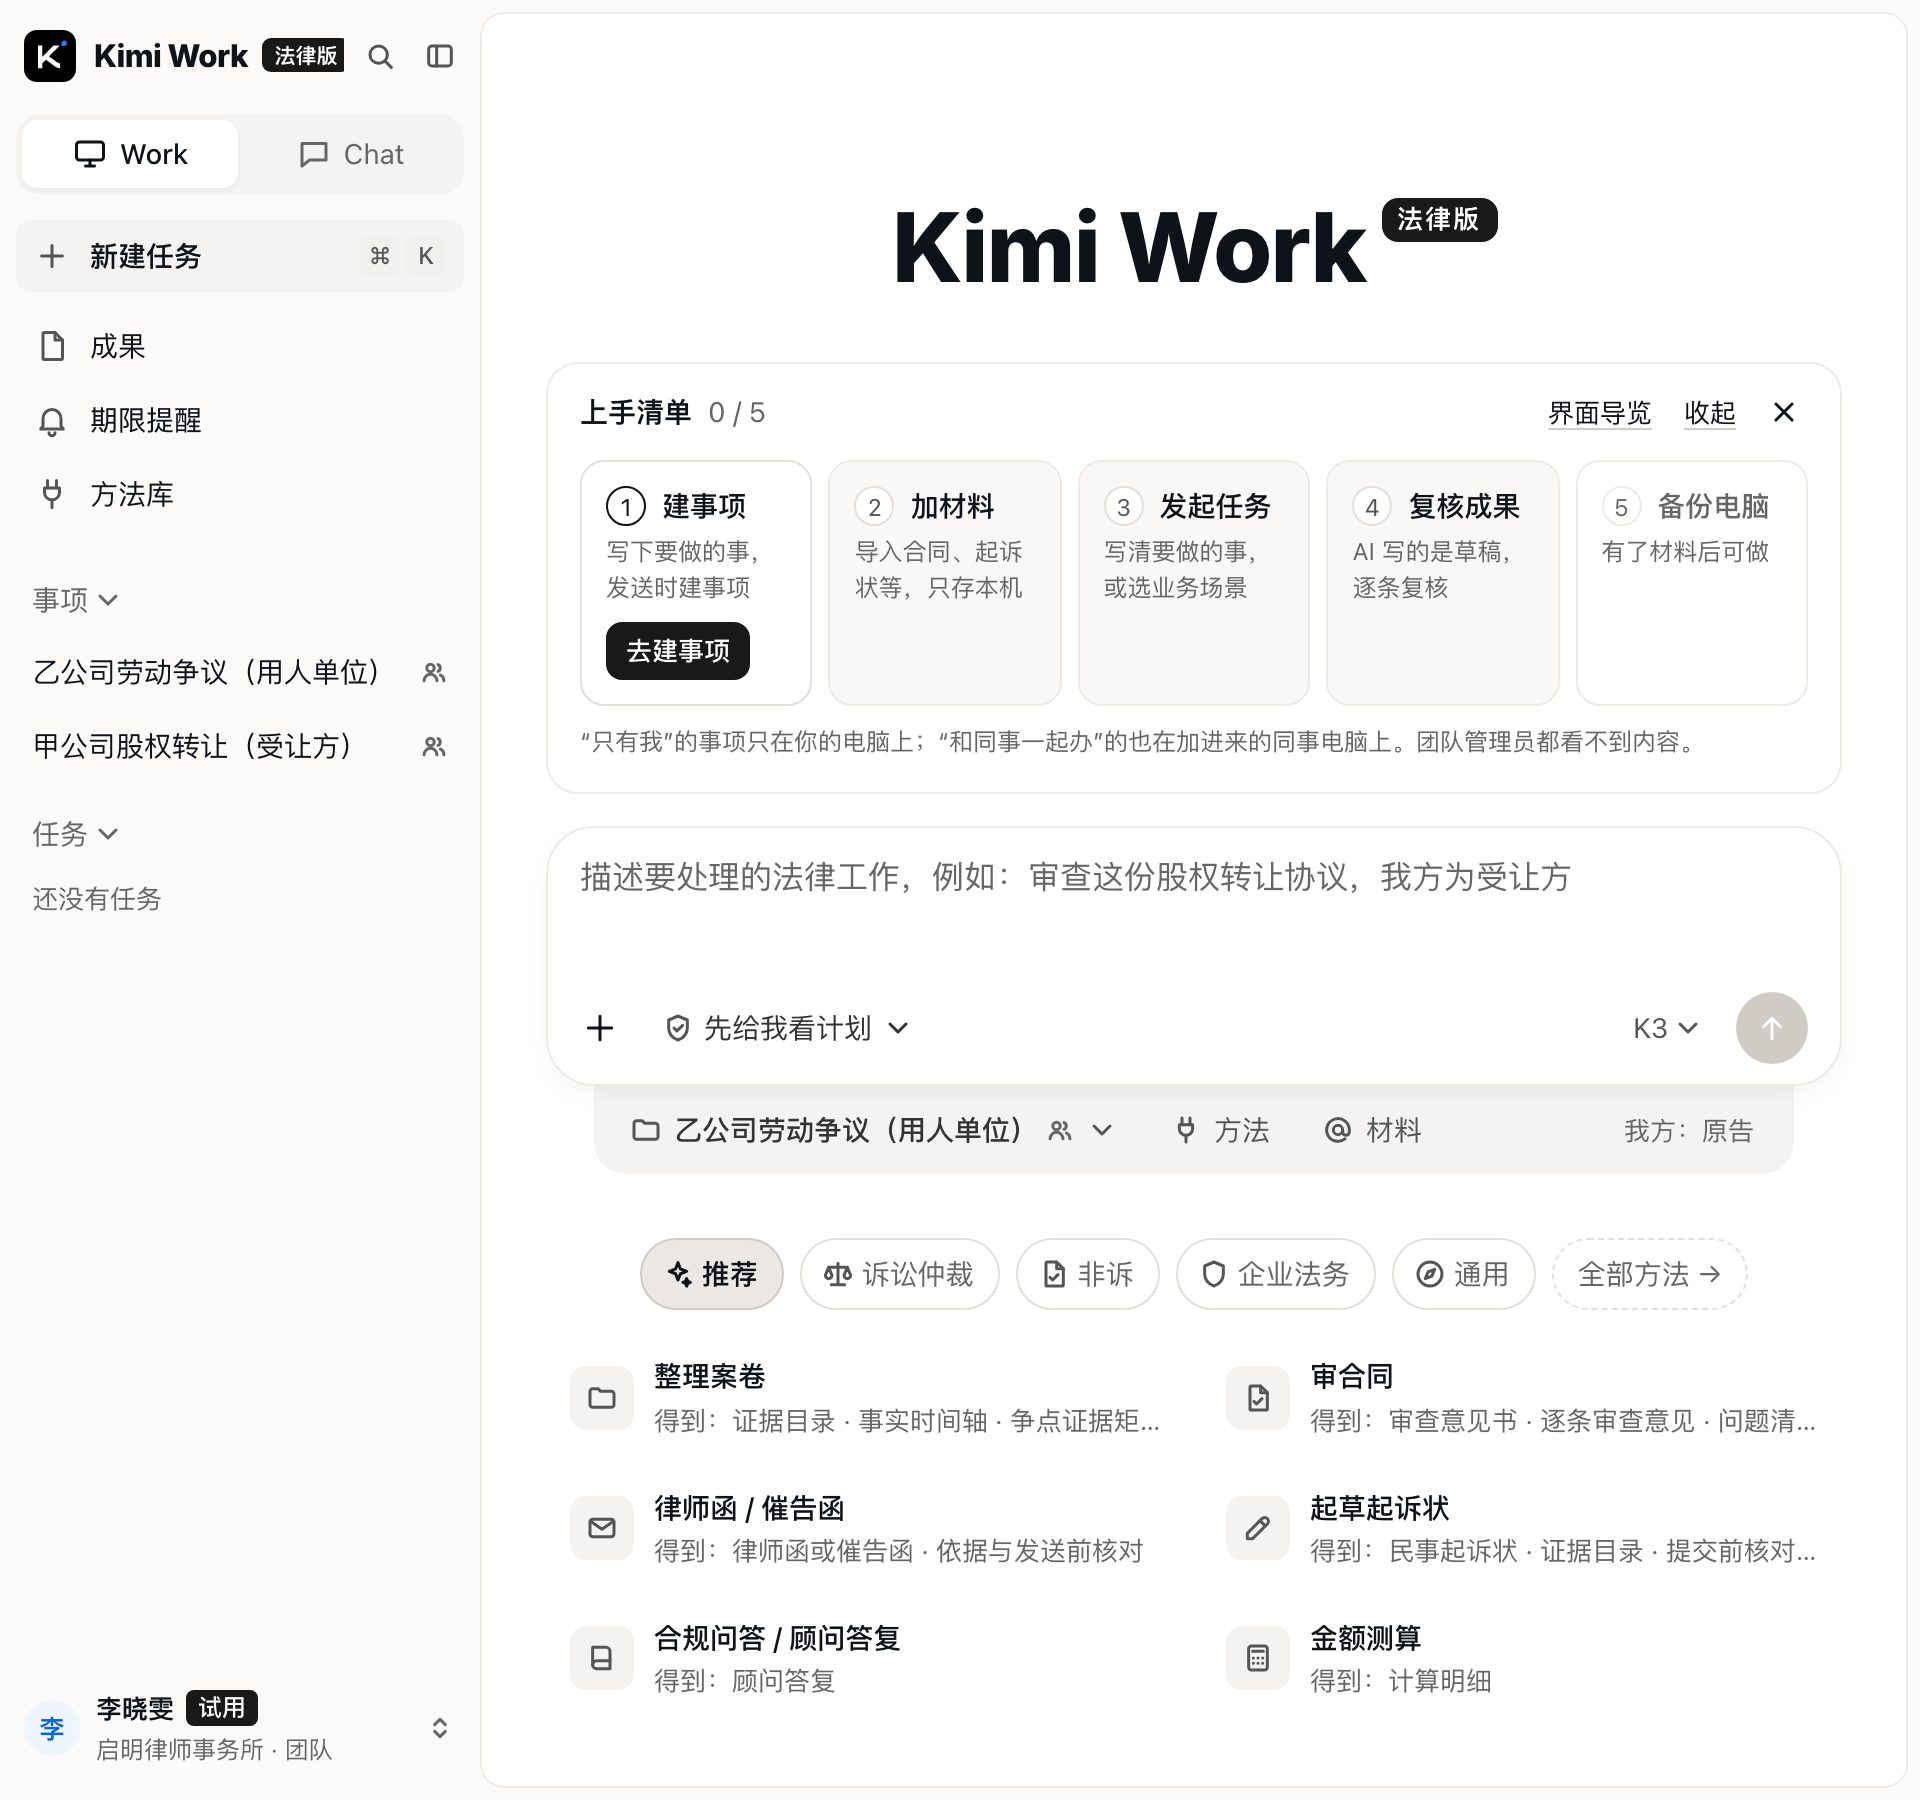 Kimi Work 法律版
Work
Chat
新建任务 ⌘ K
成果
期限提醒
方法库
事项
乙公司劳动争议（用人单位）
甲公司股权转让（受让方）
任务
还没有任务
李
李晓雯 试用
启明律师事务所 · 团队
Kimi Work 法律版
上手清单 0 / 5
界面导览 收起
1 建事项
写下要做的事，
发送时建事项
去建事项
2 加材料
导入合同、起诉
状等，只存本机
3 发起任务
写清要做的事，
或选业务场景
4 复核成果
AI 写的是草稿，
逐条复核
5 备份电脑
有了材料后可做
“只有我”的事项只在你的电脑上；“和同事一起办”的也在加进来的同事电脑上。团队管理员都看不到内容。
描述要处理的法律工作，例如：审查这份股权转让协议，我方为受让方
先给我看计划
K3
乙公司劳动争议（用人单位）
方法
材料
我方：原告
推荐
诉讼仲裁
非诉
企业法务
通用
全部方法 →
整理案卷
得到：证据目录 · 事实时间轴 · 争点证据矩...
审合同
得到：审查意见书 · 逐条审查意见 · 问题清...
律师函 / 催告函
得到：律师函或催告函 · 依据与发送前核对
起草起诉状
得到：民事起诉状 · 证据目录 · 提交前核对...
合规问答 / 顾问答复
得到：顾问答复
金额测算
得到：计算明细